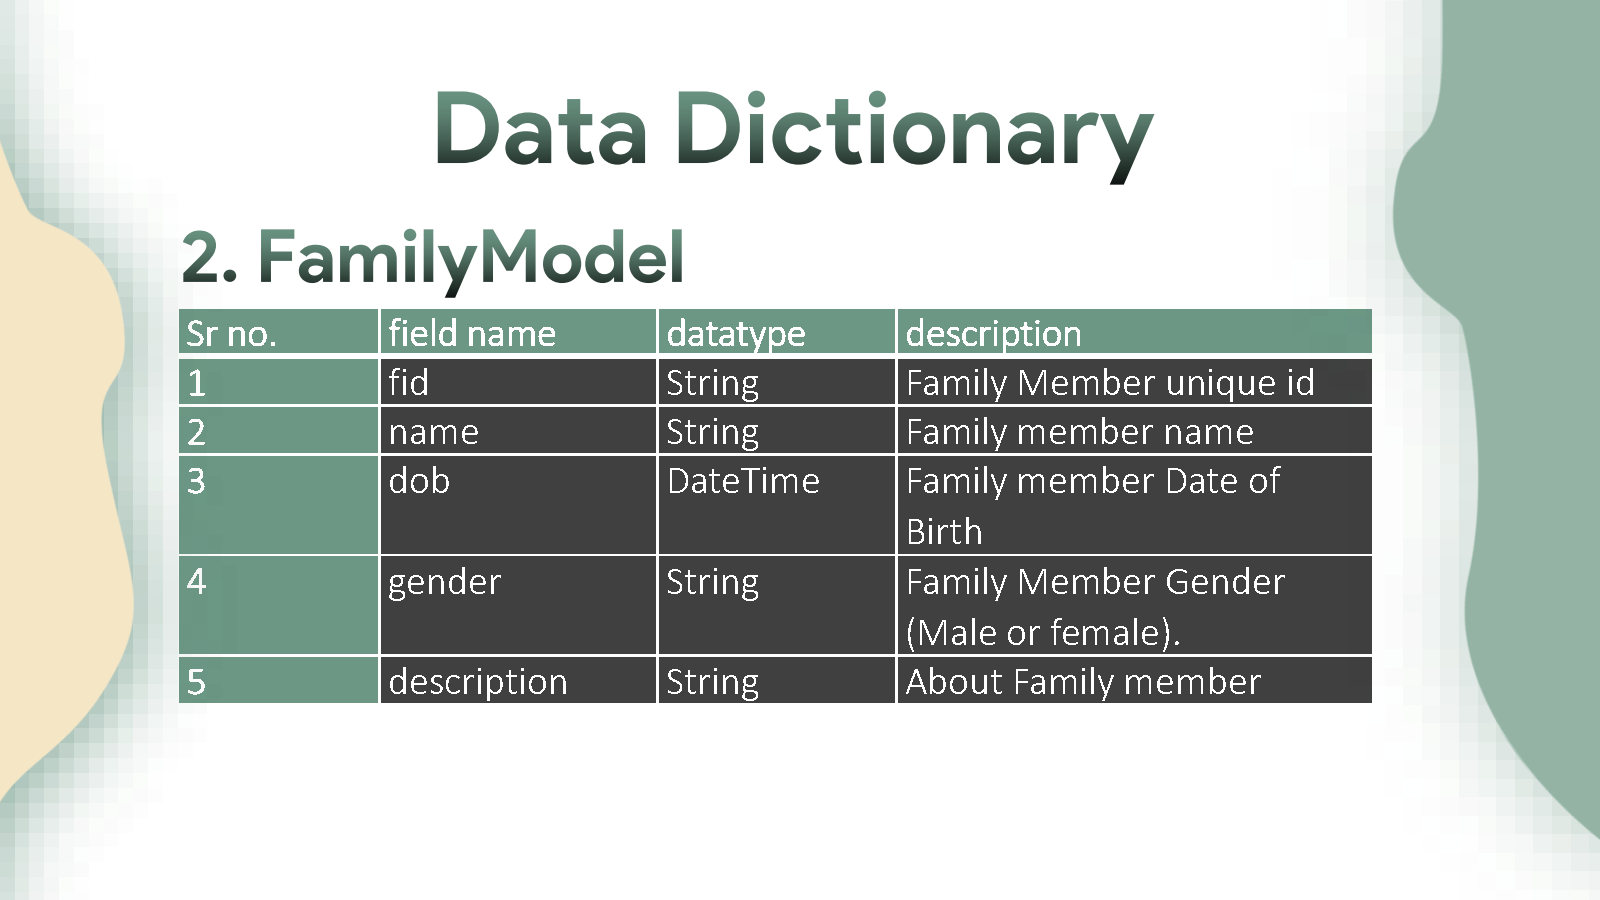 Data Dictionary
2. FamilyModel
Sr no. field name datatype description
1 fid String Family Member unique id
2 name String Family member name
3 dob DateTime Family member Date of
Birth
4 gender String Family Member Gender
(Male or female).
5 description String About Family member